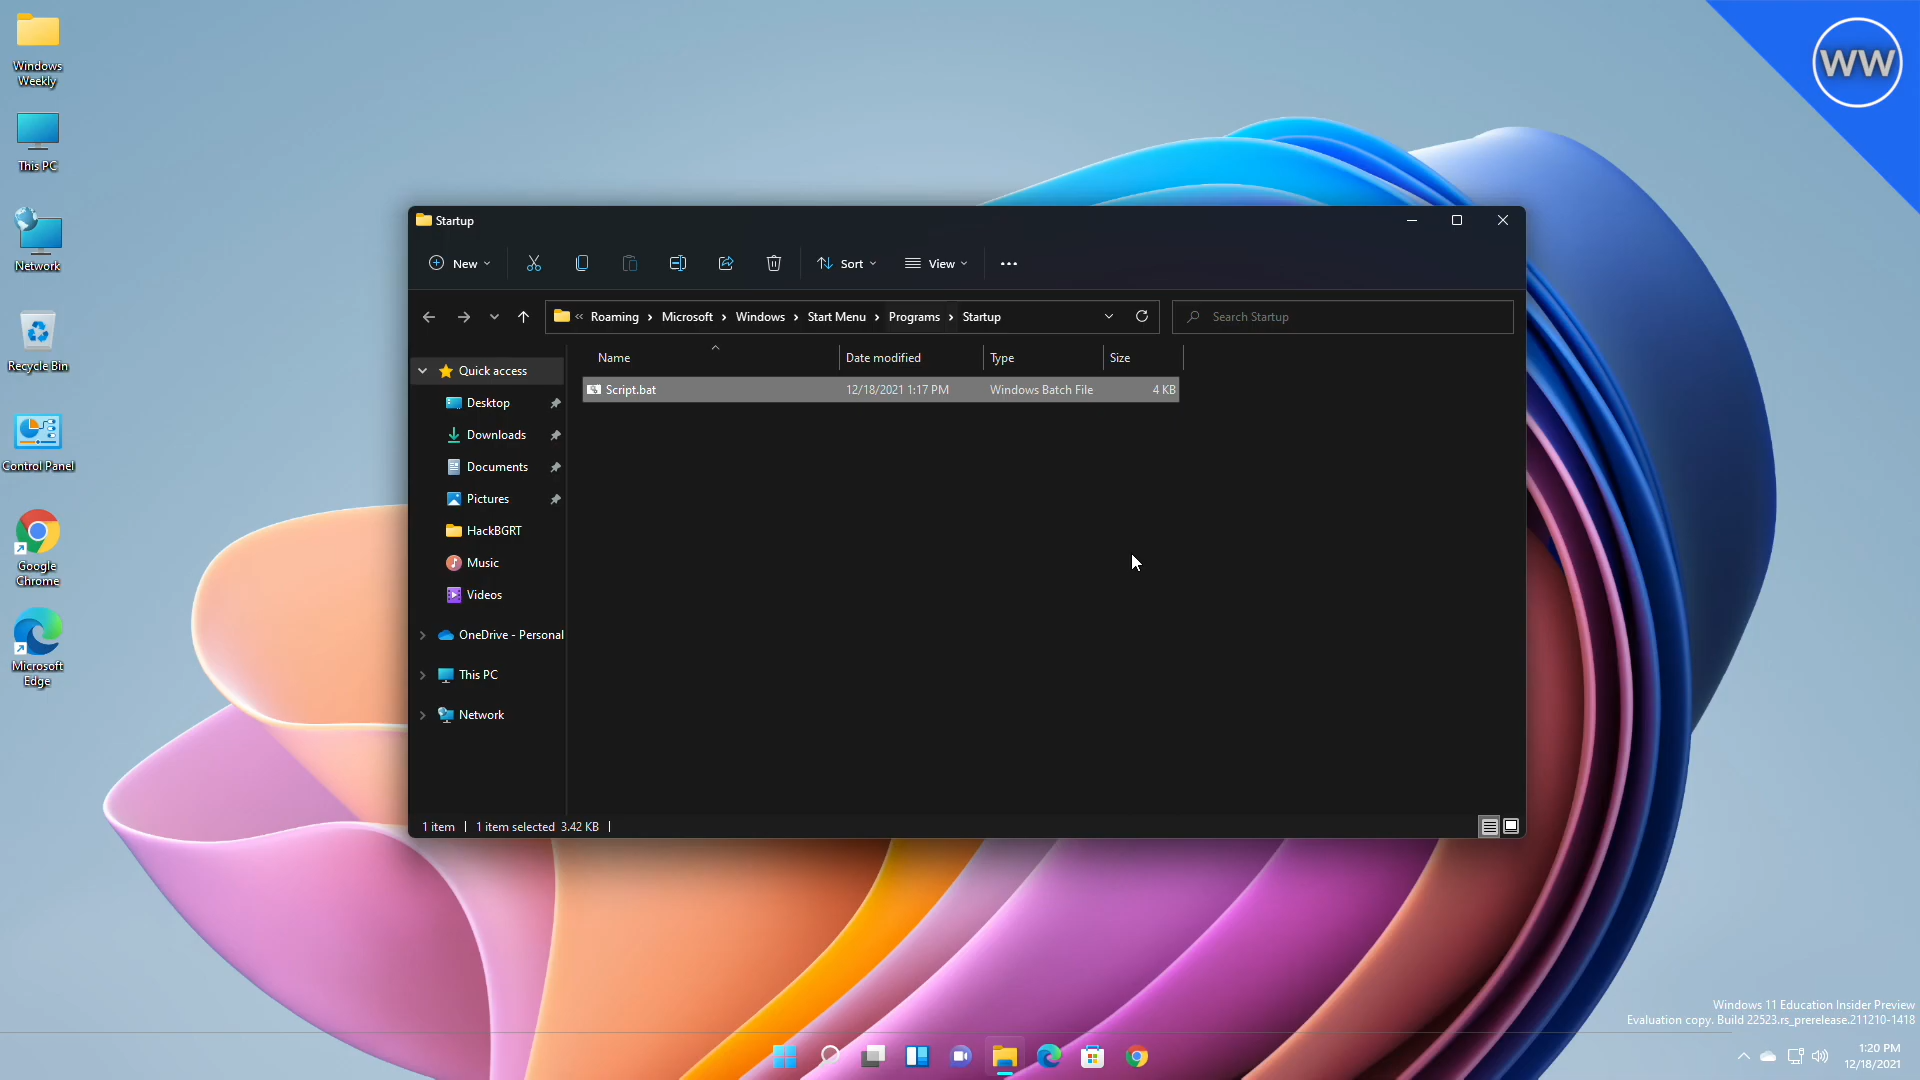 Windows
Weekly
This PC
Network
Recycle Bin
Control Panel
Google
Chrome
Microsoft
Edge
WW
Startup
New
Sort
View
Roaming
Microsoft
Windows
Start Menu
Programs
Startup
Search Startup
Name
Date modified
Type
Size
Script.bat
12/18/2021 1:17 PM
Windows Batch File
4 KB
Quick access
Desktop
Downloads
Documents
Pictures
HackBGRT
Music
Videos
OneDrive - Personal
This PC
Network
1 item
1 item selected 3.42 KB
Windows 11 Education Insider Preview
Evaluation copy. Build 22523.rs_prerelease.211210-1418
1:20 PM
12/18/2021